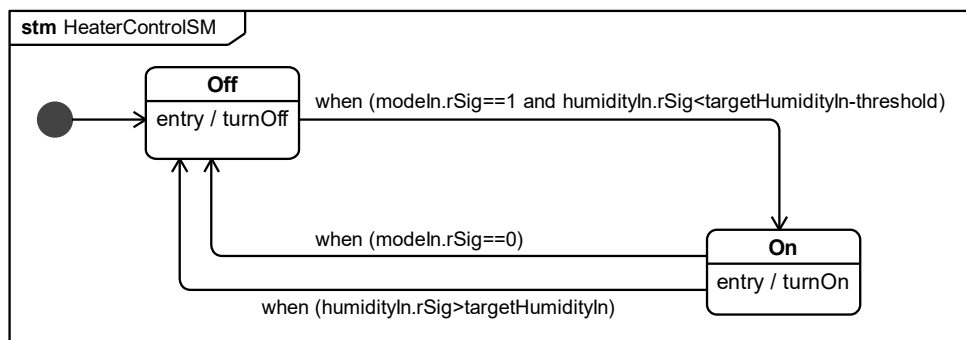 stm HeaterControlSM
Off
entry / turnOff
when (modeIn.rSig==1 and humidityIn.rSig<targetHumidityIn-threshold)
when (modeIn.rSig==0)
On
entry / turnOn
when (humidityIn.rSig>targetHumidityIn)